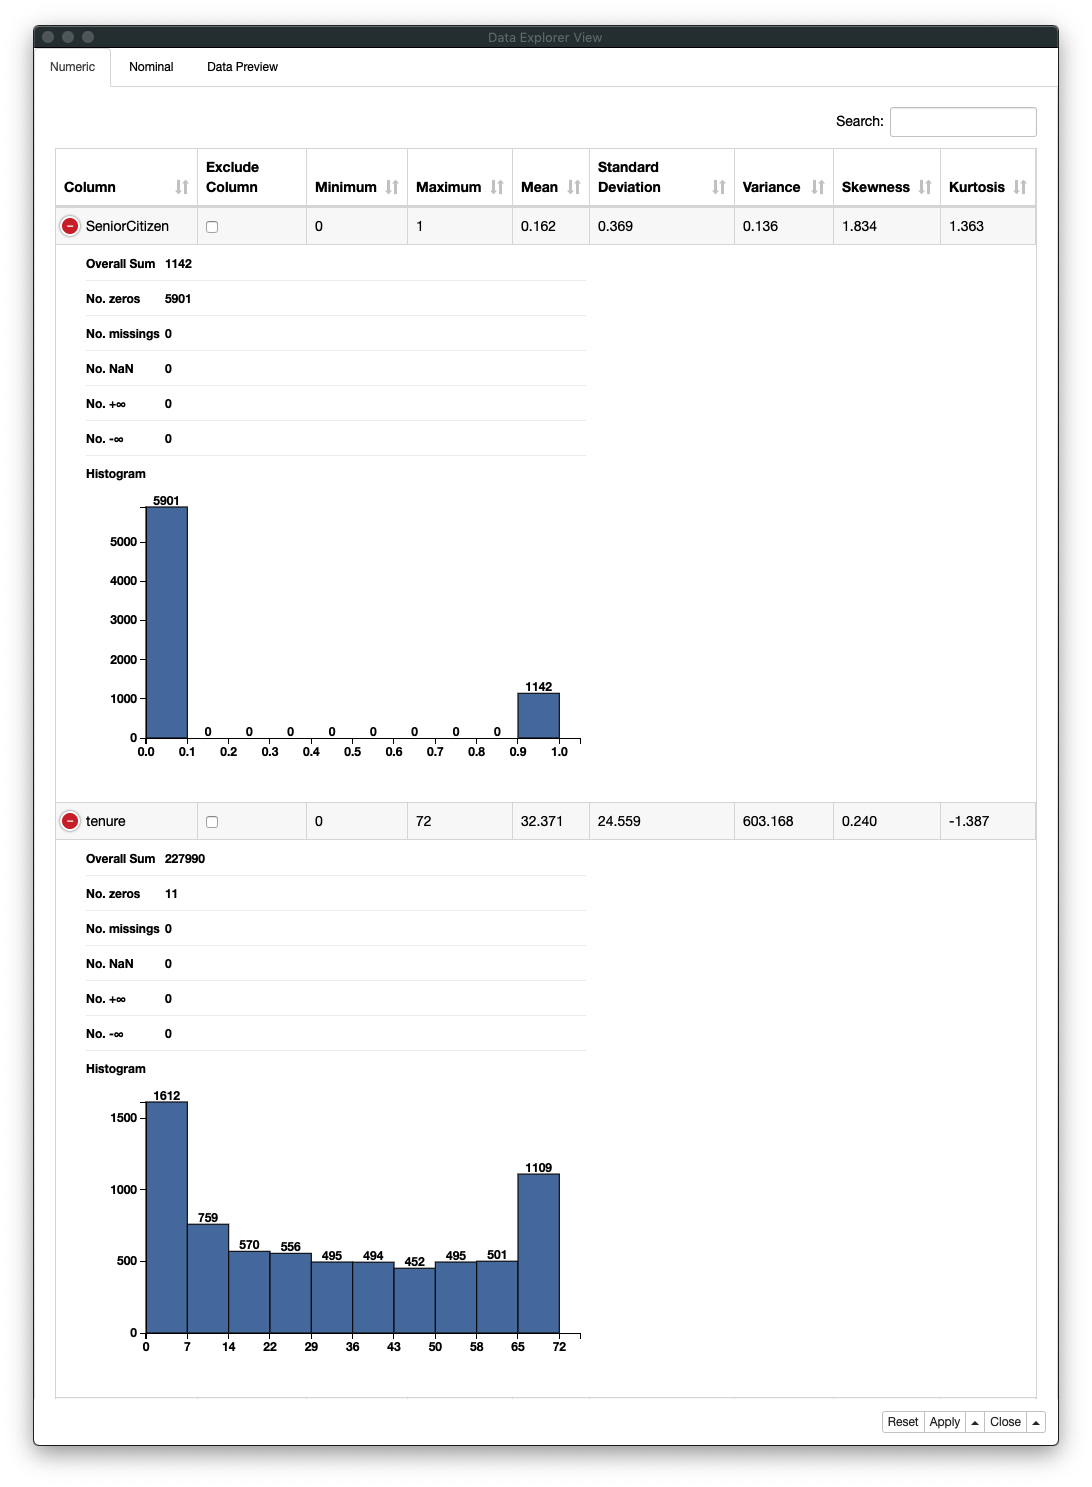 Data Explorer View
Numeric Nominal Data Preview
Search:
Column Exclude Column Minimum Maximum Mean Standard Deviation Variance Skewness Kurtosis
SeniorCitizen 0 1 0.162 0.369 0.136 1.834 1.363
Overall Sum 1142
No. zeros 5901
No. missings 0
No. NaN 0
No. +∞ 0
No. -∞ 0
Histogram
5901
5000
4000
3000
2000
1142
1000
0 0 0 0 0 0 0 0
0
0.0 0.1 0.2 0.3 0.4 0.5 0.6 0.7 0.8 0.9 1.0
tenure 0 72 32.371 24.559 603.168 0.240 -1.387
Overall Sum 227990
No. zeros 11
No. missings 0
No. NaN 0
No. +∞ 0
No. -∞ 0
Histogram
1612
1500
1109
1000
759
570 556 495 494 452 495 501
500
0
0 7 14 22 29 36 43 50 58 65 72
Reset Apply Close